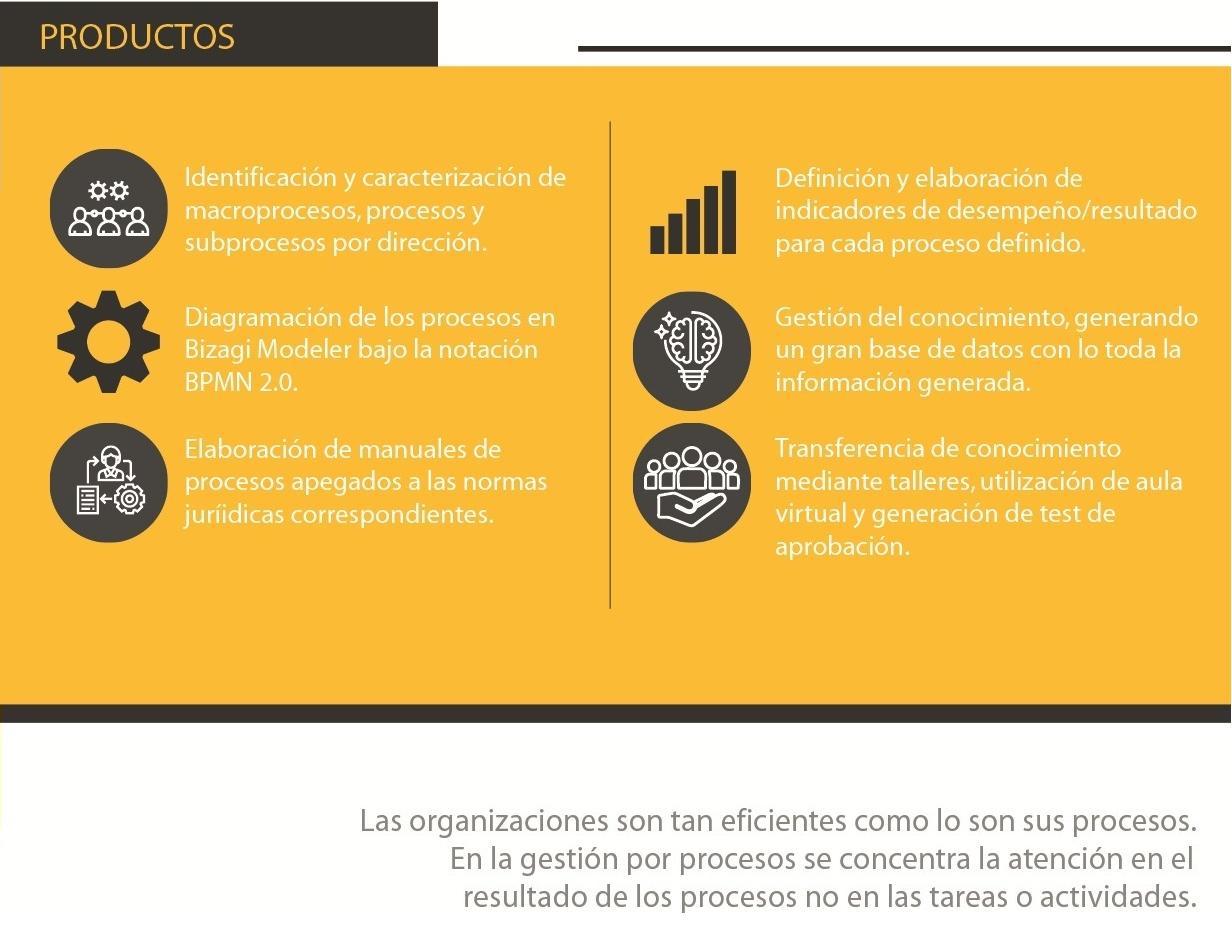 PRODUCTOS
Identificación y caracterización de
macroprocesos, procesos y
subprocesos por dirección.
Diagramación de los procesos en
Bizagi Modeler bajo la notación
BPMN 2.0.
Elaboración de manuales de
procesos apegados a las normas
juríidicas correspondientes.
Definición y elaboración de
indicadores de desempeño/resultado
para cada proceso definido.
Gestión del conocimiento, generando
un gran base de datos con lo toda la
información generada.
Transferencia de conocimiento
mediante talleres, utilización de aula
virtual y generación de test de
aprobación.
Las organizaciones son tan eficientes como lo son sus procesos.
En la gestión por procesos se concentra la atención en el
resultado de los procesos no en las tareas o actividades.